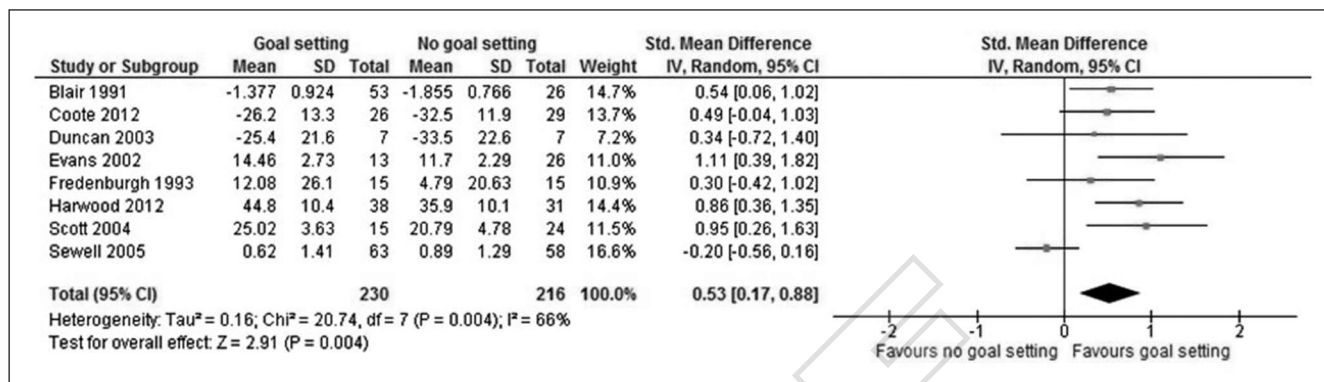 Goal setting No goal setting Std. Mean Difference Std. Mean Difference
Study or Subgroup Mean SD Total Mean SD Total Weight IV, Random, 95% CI IV, Random, 95% CI
Blair 1991 -1.377 0.924 53 -1.855 0.766 26 14.7% 0.54 [0.06, 1.02]
Coote 2012 -26.2 13.3 26 -32.5 11.9 29 13.7% 0.49 [-0.04, 1.03]
Duncan 2003 -25.4 21.6 7 -33.5 22.6 7 7.2% 0.34 [-0.72, 1.40]
Evans 2002 14.46 2.73 13 11.7 2.29 26 11.0% 1.11 [0.39, 1.82]
Fredenburgh 1993 12.08 26.1 15 4.79 20.63 15 10.9% 0.30 [-0.42, 1.02]
Harwood 2012 44.8 10.4 38 35.9 10.1 31 14.4% 0.86 [0.36, 1.35]
Scott 2004 25.02 3.63 15 20.79 4.78 24 11.5% 0.95 [0.26, 1.63]
Sewell 2005 0.62 1.41 63 0.89 1.29 58 16.6% -0.20 [-0.56, 0.16]
Total (95% CI) 230 216 100.0% 0.53 [0.17, 0.88]
Heterogeneity: Tau² = 0.16; Chi² = 20.74, df = 7 (P = 0.004); I² = 66%
Test for overall effect: Z = 2.91 (P = 0.004)
-2 -1 0 1 2
Favours no goal setting Favours goal setting